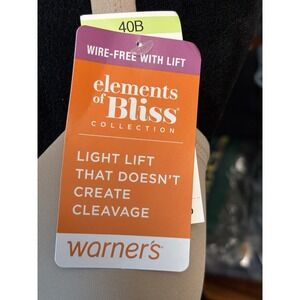 40B
WIRE-FREE WITH LIFT
elements
of Bliss®
COLLECTION
LIGHT LIFT
THAT DOESN'T
CREATE
CLEAVAGE
warner's